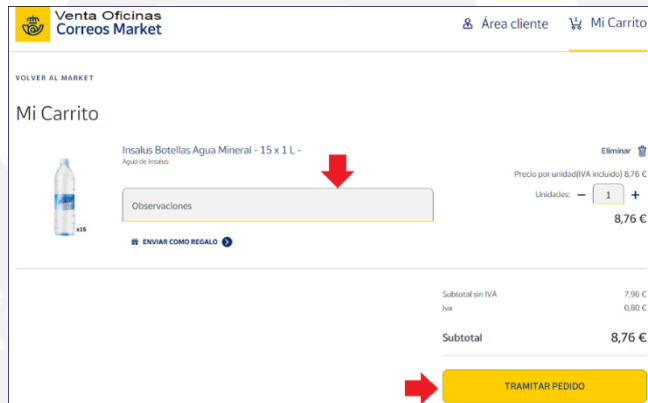 Venta Oficinas
Correos Market
Área cliente
1
Mi Carrito
VOLVER AL MARKET
Mi Carrito
Insalus Botellas Agua Mineral - 15 x 1 L -
Agua de Insalus
Eliminar
Precio por unidad(IVA incluido) 8,76 €
Observaciones
Unidades: − 1 +
x15
8,76 €
ENVIAR COMO REGALO
Subtotal sin IVA 7,96 €
Iva 0,80 €
Subtotal 8,76 €
TRAMITAR PEDIDO